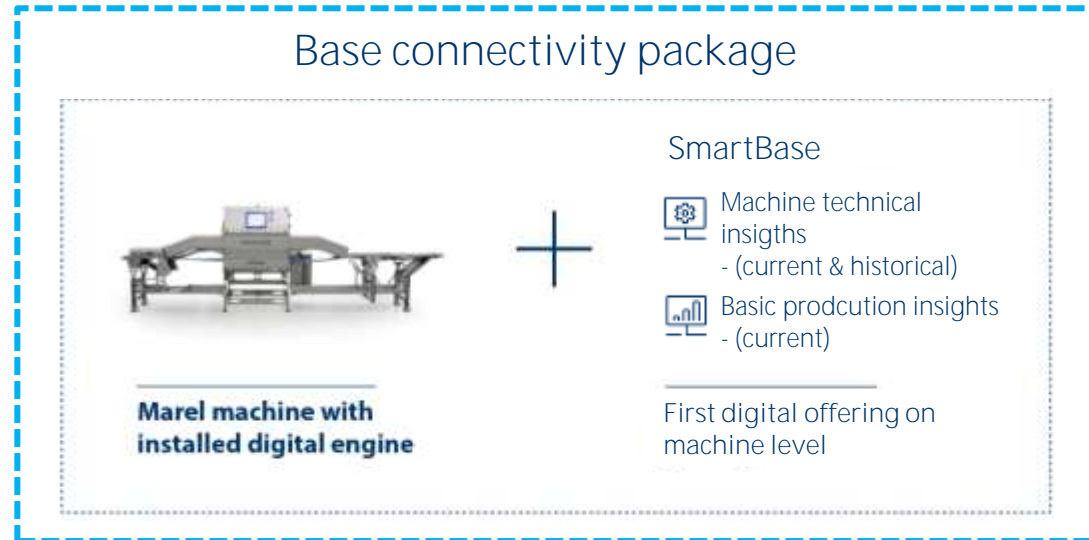 Base connectivity package
SmartBase
Machine technical
insigths
- (current & historical)
Basic prodcution insights
- (current)
Marel machine with
installed digital engine
First digital offering on
machine level